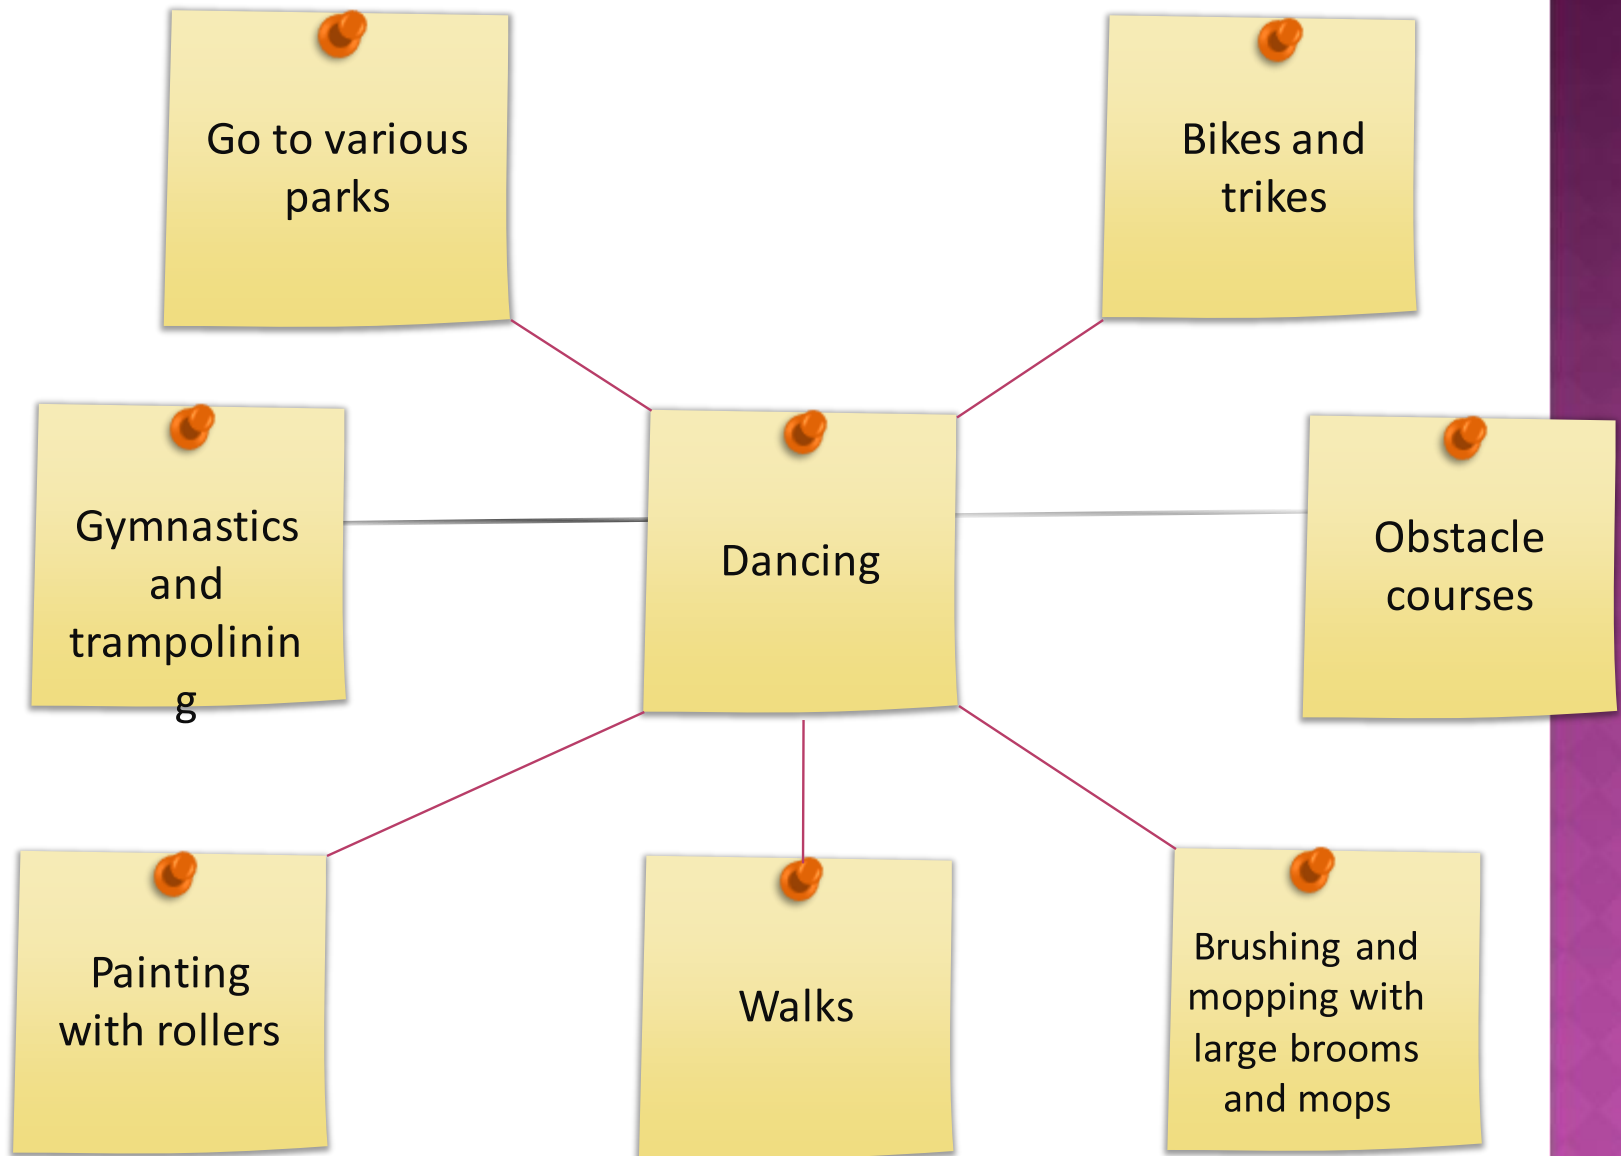 Go to various
parks
Bikes and
trikes
Gymnastics
and
trampolinin
g
Dancing
Obstacle
courses
Painting
with rollers
Walks
Brushing and
mopping with
large brooms
and mops